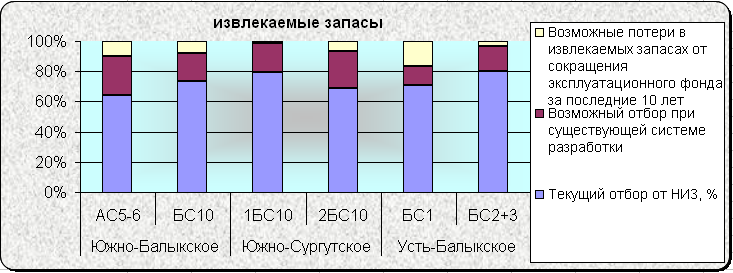 извлекаемые запасы
100%
80%
60%
40%
20%
0%
АС5-6 БС10 1БС10 2БС10 БС1 БС2+3
Южно-Балыкское Южно-Сургутское Усть-Балыкское
Возможные потери в
извлекаемых запасах от
сокращения
эксплуатационного фонда
за последние 10 лет
Возможный отбор при
существующей системе
разработки
Текущий отбор от НИЗ, %